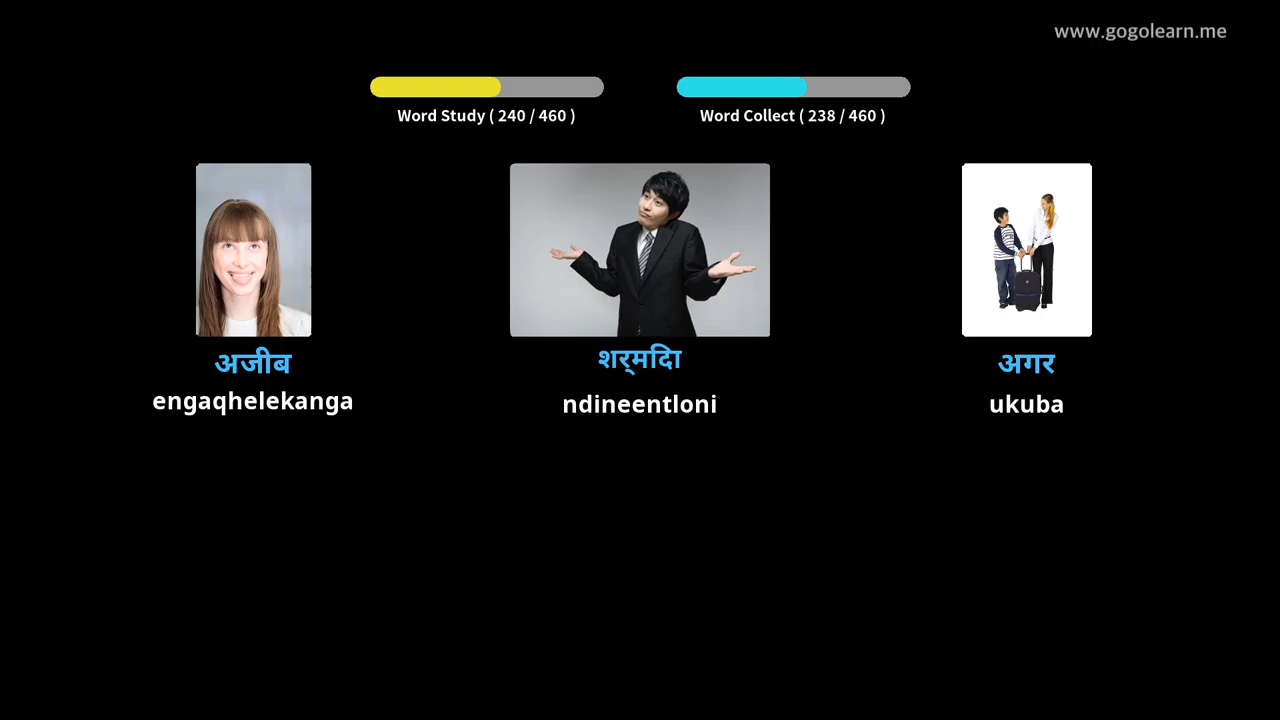 www.gogolearn.me
Word Study ( 240 / 460 )
Word Collect ( 238 / 460 )
अजीब
शर्मिंदा
अगर
engaqhelekanga
ndineentloni
ukuba